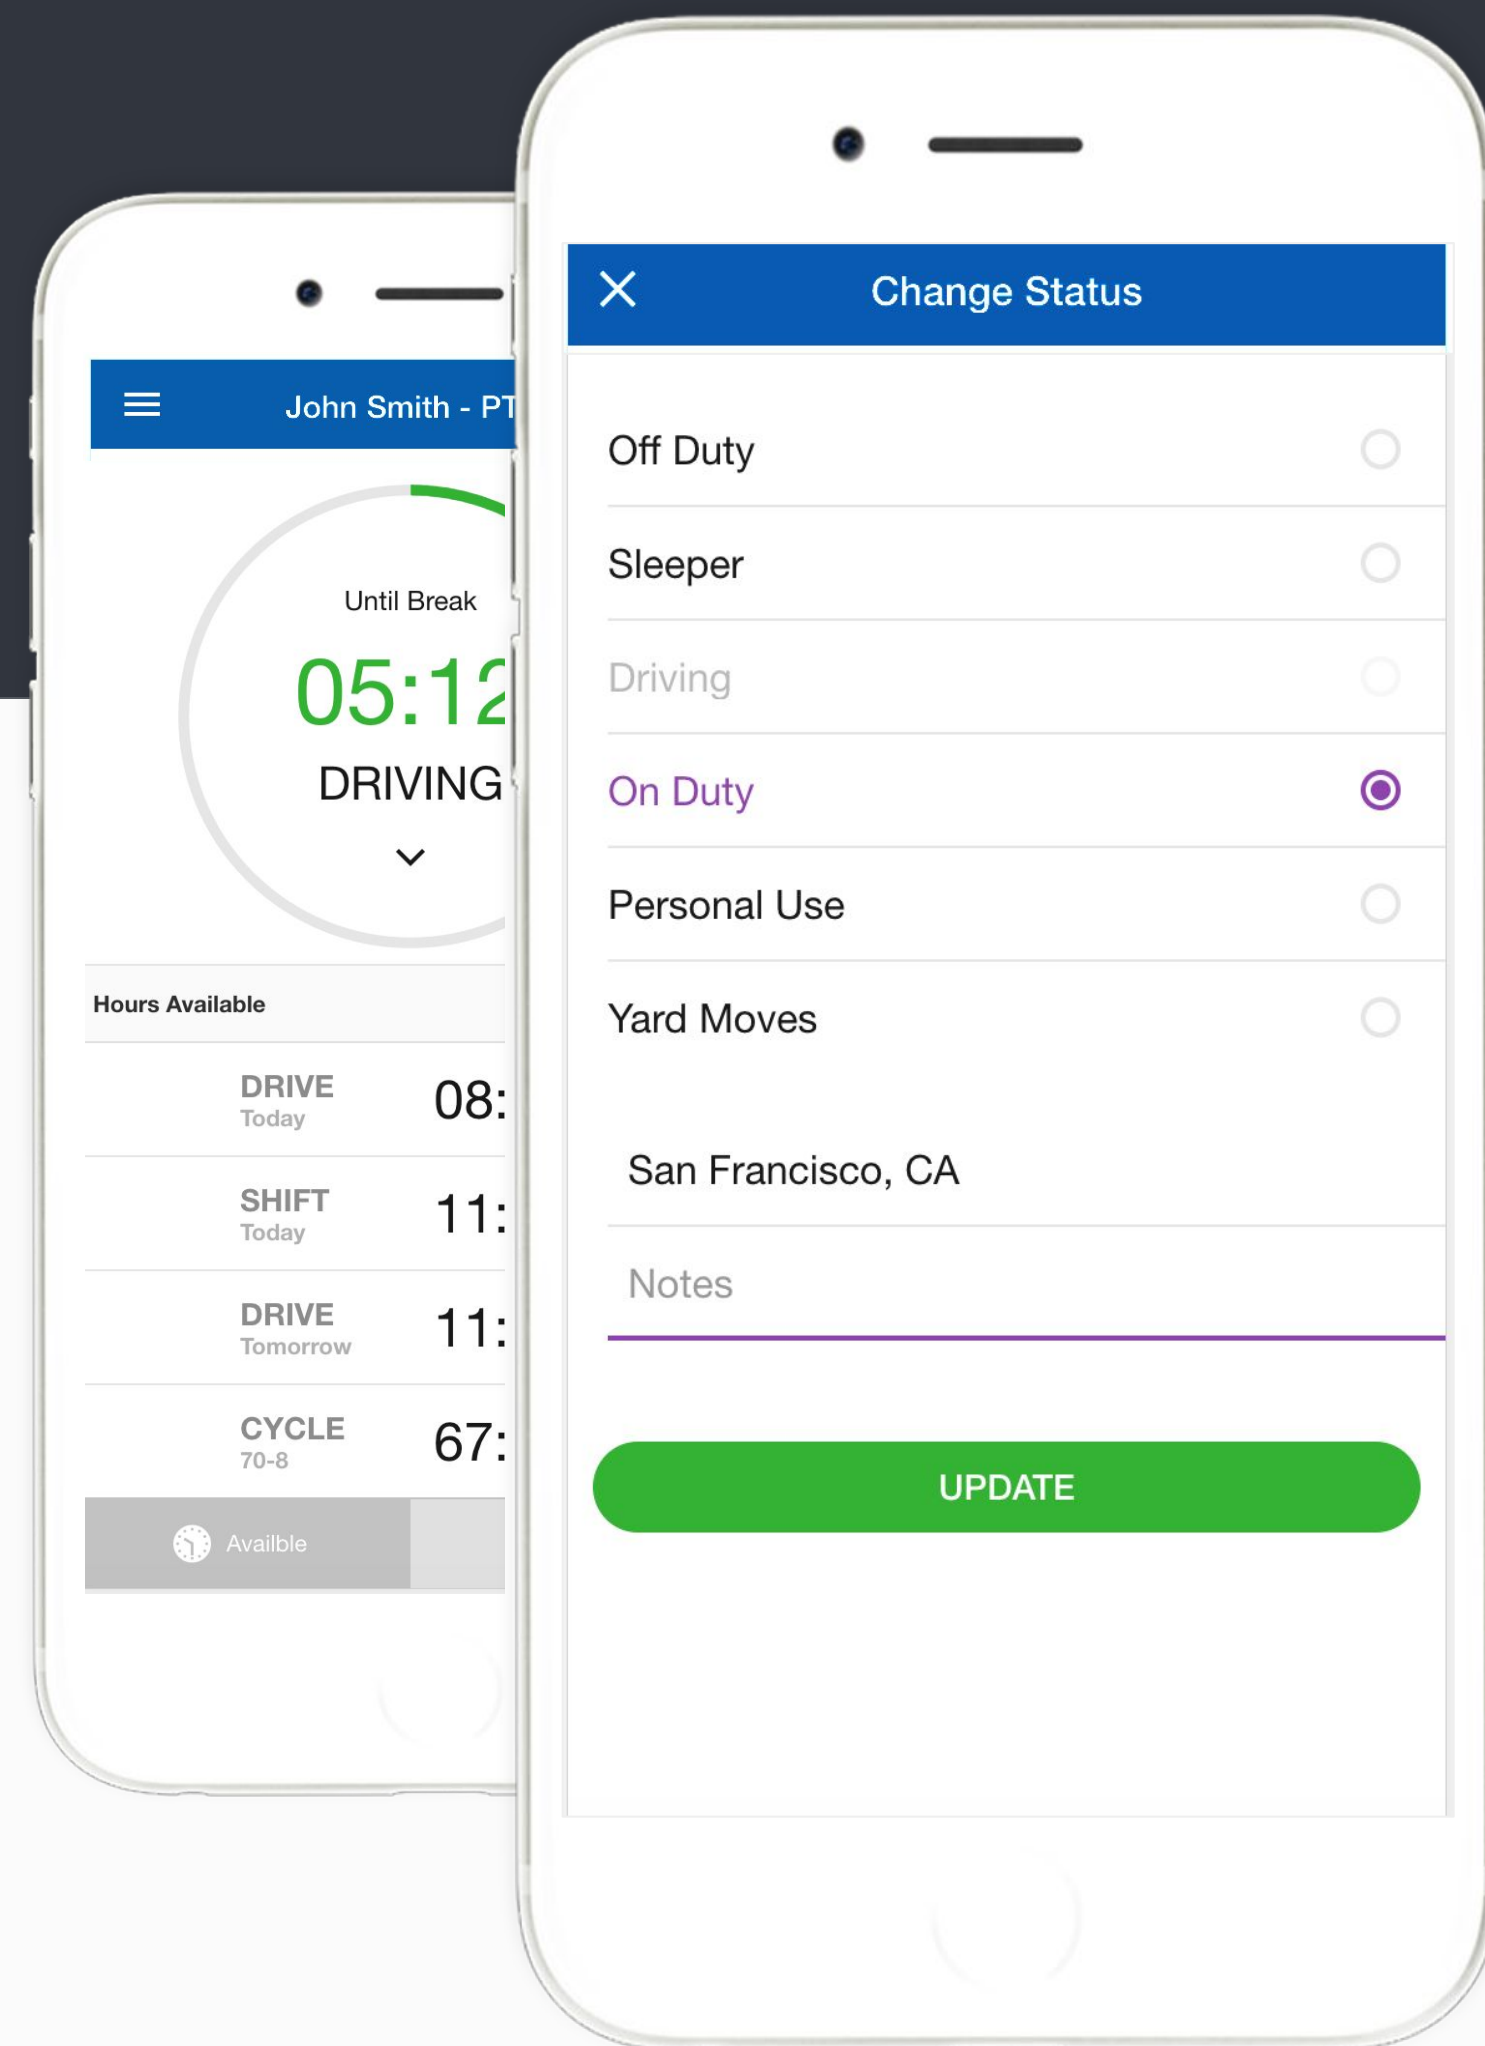 John Smith - PT
Until Break
05:12
DRIVING
Hours Available
DRIVE
Today
08:
SHIFT
Today
11:
DRIVE
Tomorrow
11:
CYCLE
70-8
67:
Availble
Change Status
Off Duty
Sleeper
Driving
On Duty
Personal Use
Yard Moves
San Francisco, CA
Notes
UPDATE